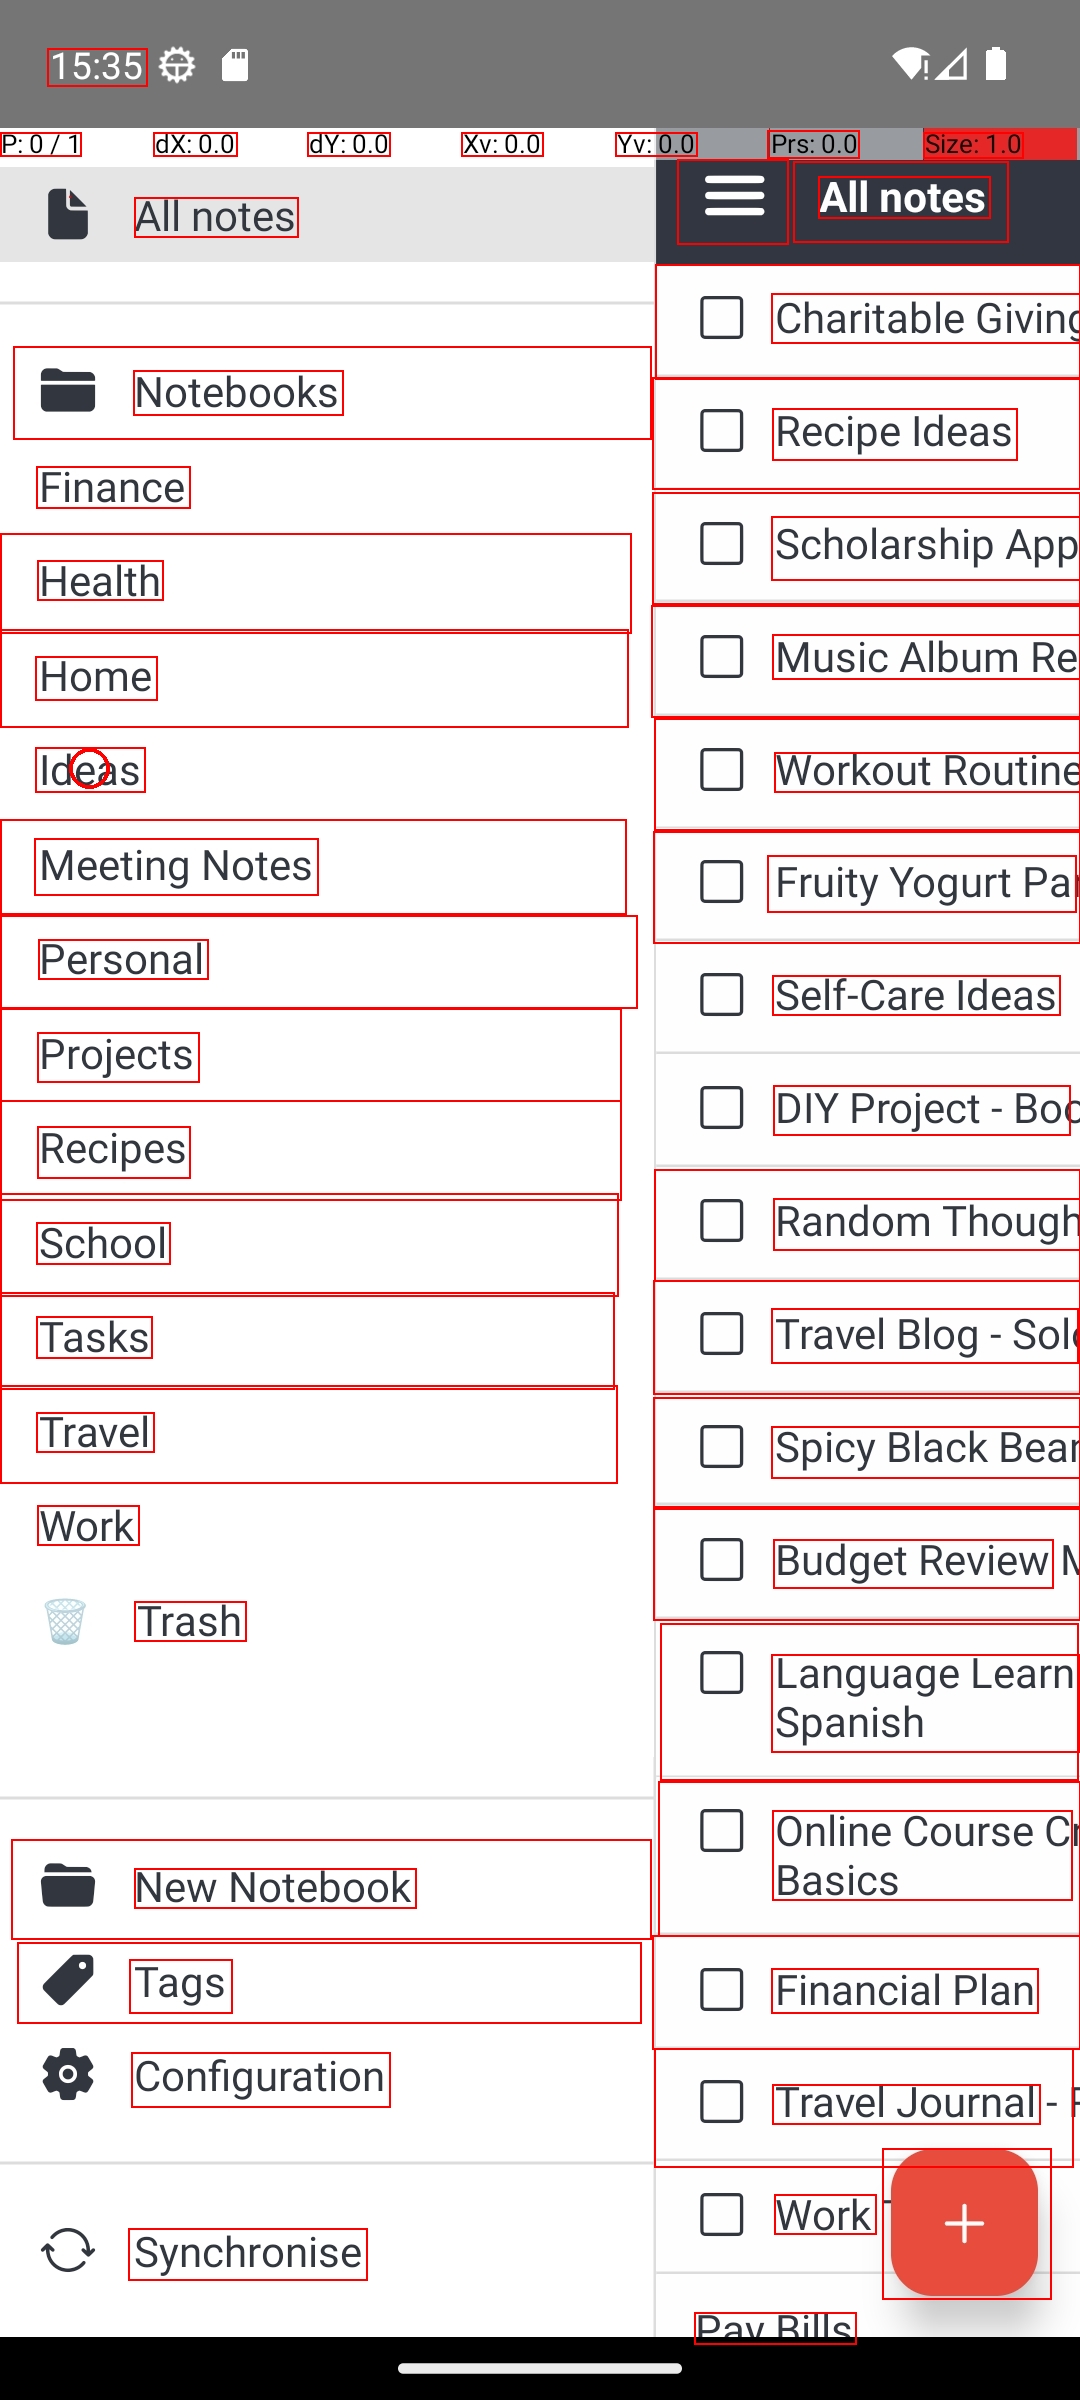 15:35
P: 0 / 1 dX: 0.0 dY: 0.0 Xv: 0.0 Yv: 0.0 Prs: 0.0 Size: 1.0
All notes
Notebooks
Finance
Health
Home
Ideas
Meeting Notes
Personal
Projects
Recipes
School
Tasks
Travel
Work
Trash
New Notebook
Tags
Configuration
Synchronise
All notes
Charitable Giving
Recipe Ideas
Scholarship App
Music Album Re
Workout Routine
Fruity Yogurt Pa
Self-Care Ideas
DIY Project - Boo
Random Though
Travel Blog - Solo
Spicy Black Bean
Budget Review M
Language Learn
Spanish
Online Course Cr
Basics
Financial Plan
Travel Journal -
Work
Pay Bills